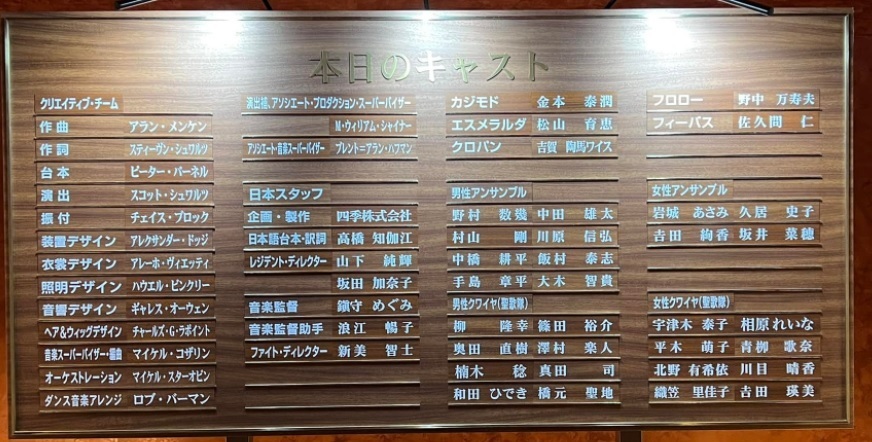 本日のキャスト
クリエイティブ・チーム
作曲 アラン・メンケン
作詞 スティーヴン・シュワルツ
台本 ピーター・パーネル
演出 スコット・シュワルツ
振付 チェイス・ブロック
装置デザイン アレクサンダー・ドッジ
衣裳デザイン アレーホ・ヴィエッティ
照明デザイン ハウエル・ビンクリー
音響デザイン ギャレス・オーウェン
ヘア&ウィッグデザイン チャールズ・G・ラポイント
音楽スーパーバイザー・編曲 マイケル・コザリン
オーケストレーション マイケル・スターオビン
ダンス音楽アレンジ ロブ・バーマン
演出補、アソシエート・プロダクション・スーパーバイザー
M・ウィリアム・シャイナー
アソシエート・音楽スーパーバイザー ブレント=アラン・ハフマン
日本スタッフ
企画・製作 四季株式会社
日本語台本・訳詞 高橋 知伽江
レジデント・ディレクター 山下 純輝
坂田 加奈子
音楽監督 鎮守 めぐみ
音楽監督助手 浪江 暢子
ファイト・ディレクター 新美 智士
カジモド 金本 泰潤
エスメラルダ 松山 育恵
クロパン 吉賀 陶馬ワイス
男性アンサンブル
野村 数幾 中田 雄太
村山 剛 川原 信弘
中橋 耕平 飯村 泰志
手島 章平 大木 智貴
男性クワイヤ(聖歌隊)
柳 隆幸 篠田 裕介
奥田 直樹 澤村 楽人
楠木 稔 真田 司
和田 ひでき 橋元 聖地
フロロー 野中 万寿夫
フィーバス 佐久間 仁
女性アンサンブル
岩城 あさみ 久居 史子
吉田 絢香 坂井 菜穂
女性クワイヤ(聖歌隊)
宇津木 泰子 相原 れいな
平木 萌子 青栁 歌奈
北野 有希依 川目 晴香
織笠 里佳子 吉田 瑛美